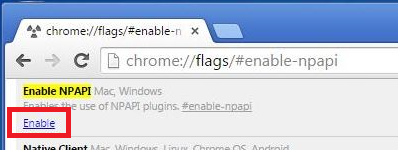 chrome://flags/#enable-n
chrome://flags/#enable-npapi
Enable NPAPI Mac, Windows
Enables the use of NPAPI plugins. #enable-npapi
Enable
Native Client Mac, Windows, Linux, Chrome OS, Android